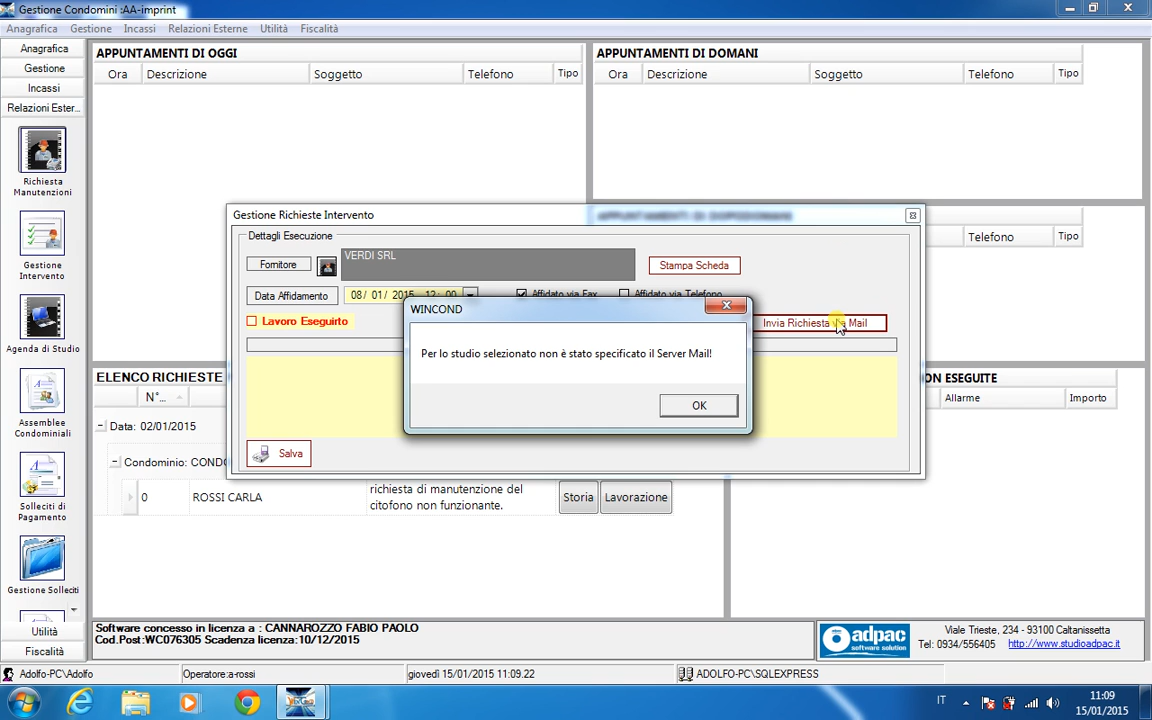 Gestione Condomini :AA-imprint
Anagrafica Gestione Incassi Relazioni Esterne Utilità Fiscalità
Anagrafica
Gestione
Incassi
Relazioni Ester...
Richiesta
Manutenzioni
Gestione
Intervento
Agenda di Studio
Assemblee
Condominiali
Solleciti di
Pagamento
Gestione Solleciti
Utilità
Fiscalità
APPUNTAMENTI DI OGGI
Ora Descrizione Soggetto Telefono Tipo
APPUNTAMENTI DI DOMANI
Ora Descrizione Soggetto Telefono Tipo
APPUNTAMENTI DI DOPODOMANI
Telefono Tipo
Gestione Richieste Intervento
Dettagli Esecuzione
Fornitore
VERDI SRL
Stampa Scheda
Data Affidamento
08/ 01/ 2015 12: 00
Affidato via Fax
Affidato via Telefono
Lavoro Eseguito
Invia Richiesta via Mail
Salva
WINCOND
Per lo studio selezionato non è stato specificato il Server Mail!
OK
ELENCO RICHIESTE
N°...
Data: 02/01/2015
Condominio: COND
0 ROSSI CARLA
richiesta di manutenzione del
citofono non funzionante.
Storia Lavorazione
ON ESEGUITE
Allarme Importo
Software concesso in licenza a : CANNAROZZO FABIO PAOLO
Cod.Post:WC076305 Scadenza licenza:10/12/2015
adpac
software solution
Viale Trieste, 234 - 93100 Caltanissetta
Tel: 0934/556405 http://www.studioadpac.it
Adolfo-PC\Adolfo
Operatore:a-rossi
giovedì 15/01/2015 11:09.22
ADOLFO-PC\SQLEXPRESS
IT
11:09
15/01/2015